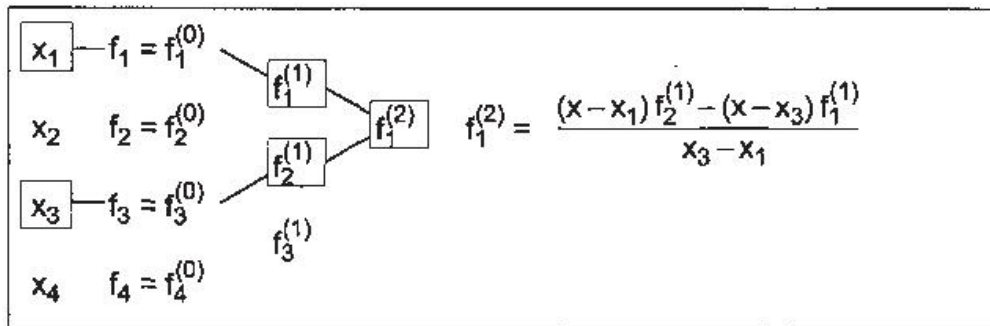 x₁ f₁ = f₁⁽⁰⁾
f₁⁽¹⁾
x₂ f₂ = f₂⁽⁰⁾ f₁⁽²⁾ f₁⁽²⁾ = ((x − x₁) f₂⁽¹⁾ − (x − x₃) f₁⁽¹⁾) / (x₃ − x₁)
f₂⁽¹⁾
x₃ f₃ = f₃⁽⁰⁾
f₃⁽¹⁾
x₄ f₄ = f₄⁽⁰⁾